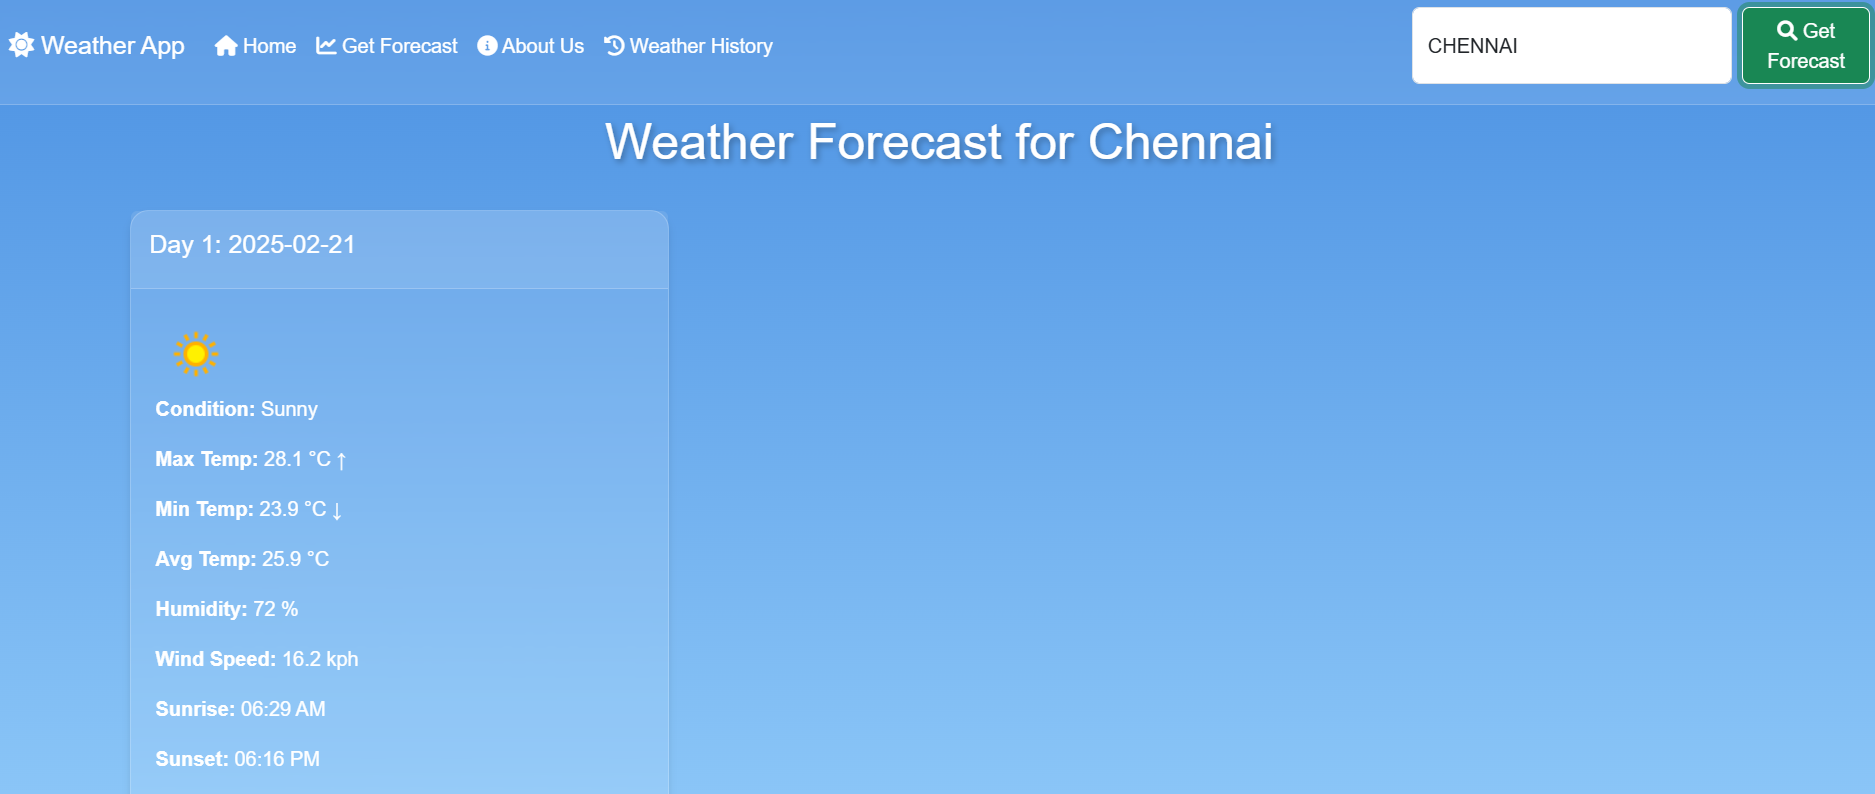 Weather App Home Get Forecast About Us Weather History CHENNAI Get
Forecast
Weather Forecast for Chennai
Day 1: 2025-02-21
Condition: Sunny
Max Temp: 28.1 °C ↑
Min Temp: 23.9 °C ↓
Avg Temp: 25.9 °C
Humidity: 72 %
Wind Speed: 16.2 kph
Sunrise: 06:29 AM
Sunset: 06:16 PM